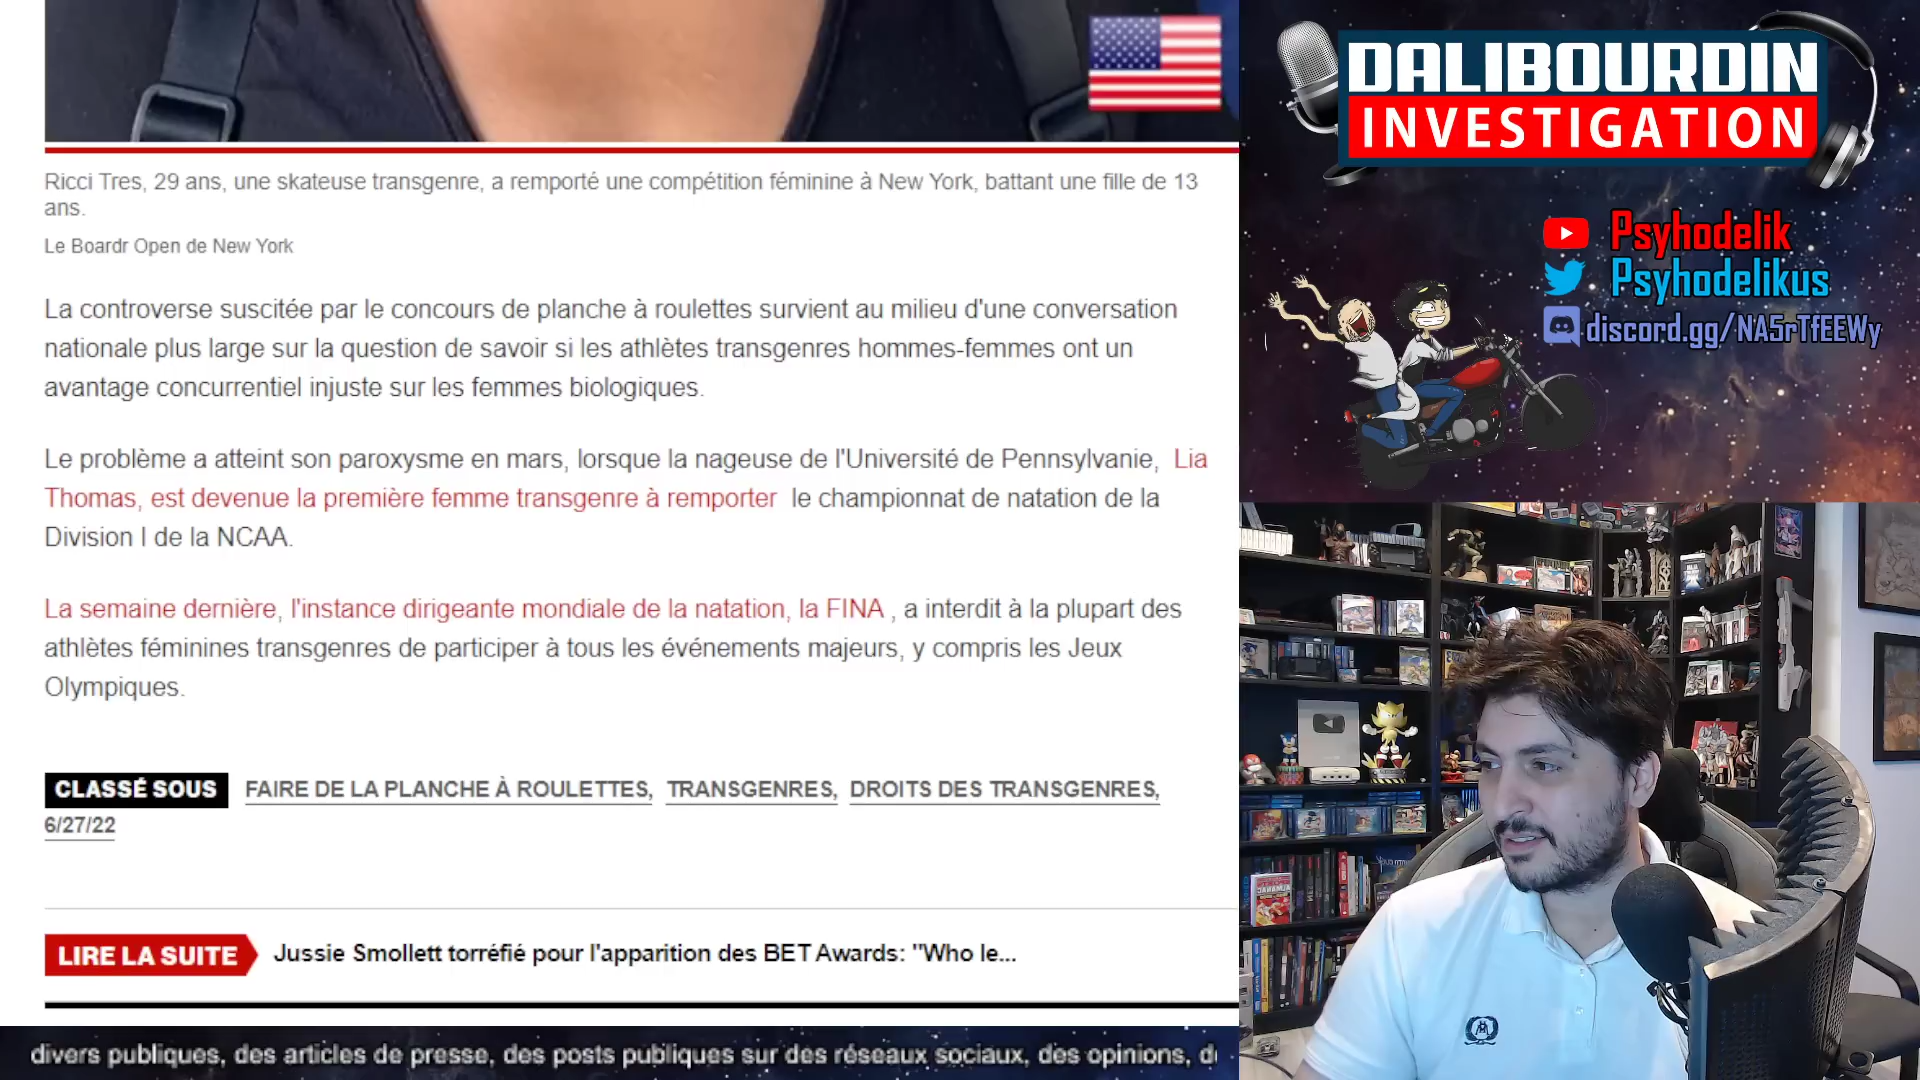 Ricci Tres, 29 ans, une skateuse transgenre, a remporté une compétition féminine à New York, battant une fille de 13
ans.
Le Boardr Open de New York
La controverse suscitée par le concours de planche à roulettes survient au milieu d'une conversation
nationale plus large sur la question de savoir si les athlètes transgenres hommes-femmes ont un
avantage concurrentiel injuste sur les femmes biologiques.
Le problème a atteint son paroxysme en mars, lorsque la nageuse de l'Université de Pennsylvanie, Lia
Thomas, est devenue la première femme transgenre à remporter le championnat de natation de la
Division I de la NCAA.
La semaine dernière, l'instance dirigeante mondiale de la natation, la FINA , a interdit à la plupart des
athlètes féminines transgenres de participer à tous les événements majeurs, y compris les Jeux
Olympiques.
CLASSÉ SOUS FAIRE DE LA PLANCHE À ROULETTES, TRANSGENRES, DROITS DES TRANSGENRES,
6/27/22
LIRE LA SUITE Jussie Smollett torréfié pour l'apparition des BET Awards: "Who le...
divers publiques, des articles de presse, des posts publiques sur des réseaux sociaux, des opinions,
DALIBOURDIN
INVESTIGATION
Psyhodelik
Psyhodelikus
discord.gg/NA5rTfEEWy